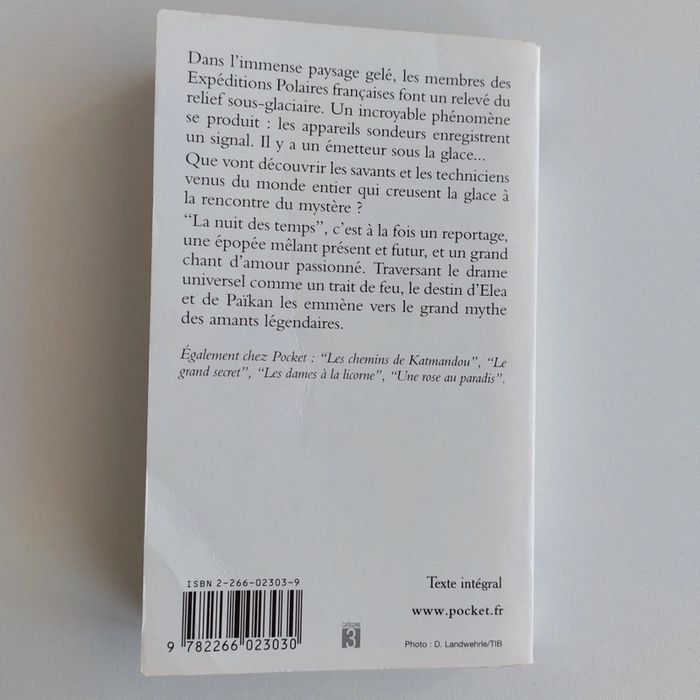 Dans l'immense paysage gelé, les membres des
Expéditions Polaires françaises font un relevé du
relief sous-glaciaire. Un incroyable phénomène
se produit : les appareils sondeurs enregistrent
un signal. Il y a un émetteur sous la glace...
Que vont découvrir les savants et les techniciens
venus du monde entier qui creusent la glace à
la rencontre du mystère ?
“La nuit des temps”, c'est à la fois un reportage,
une épopée mêlant présent et futur, et un grand
chant d'amour passionné. Traversant le drame
universel comme un trait de feu, le destin d'Elea
et de Païkan les emmène vers le grand mythe
des amants légendaires.
Également chez Pocket : “Les chemins de Katmandou”, “Le
grand secret”, “Les dames à la licorne”, “Une rose au paradis”.
ISBN 2-266-02303-9
9 782266 023030
CATÉGORIE
3
Texte intégral
www.pocket.fr
Photo : D. Landwehrle/TIB